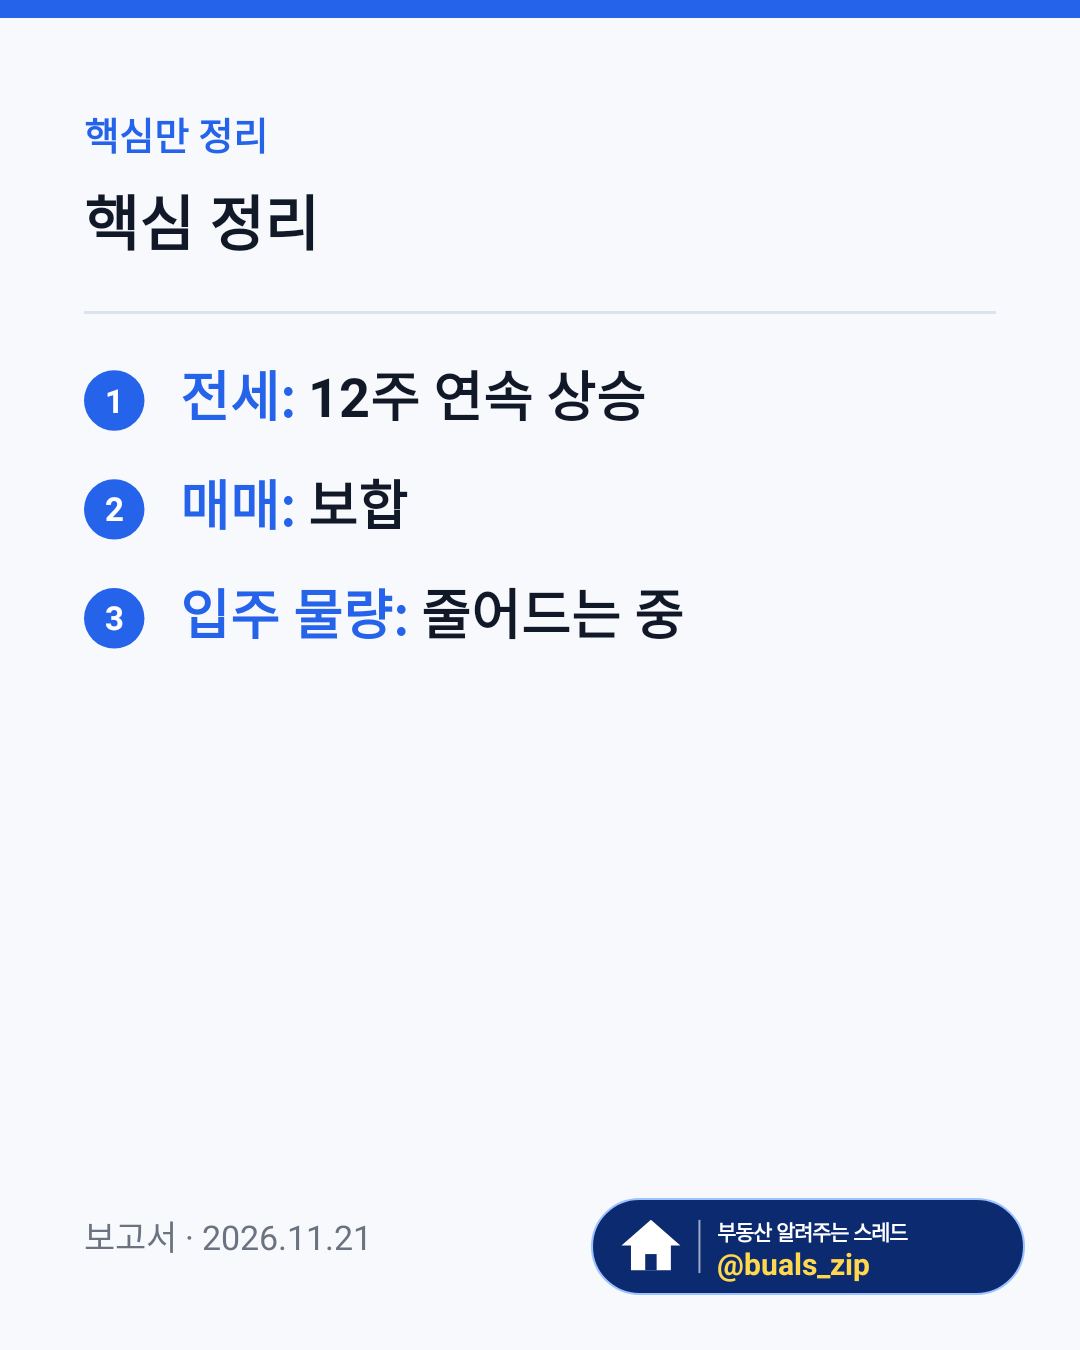 핵심만 정리
핵심 정리
1 전세: 12주 연속 상승
2 매매: 보합
3 입주 물량: 줄어드는 중
보고서 · 2026.11.21
부동산 알려주는 스레드
@buals_zip